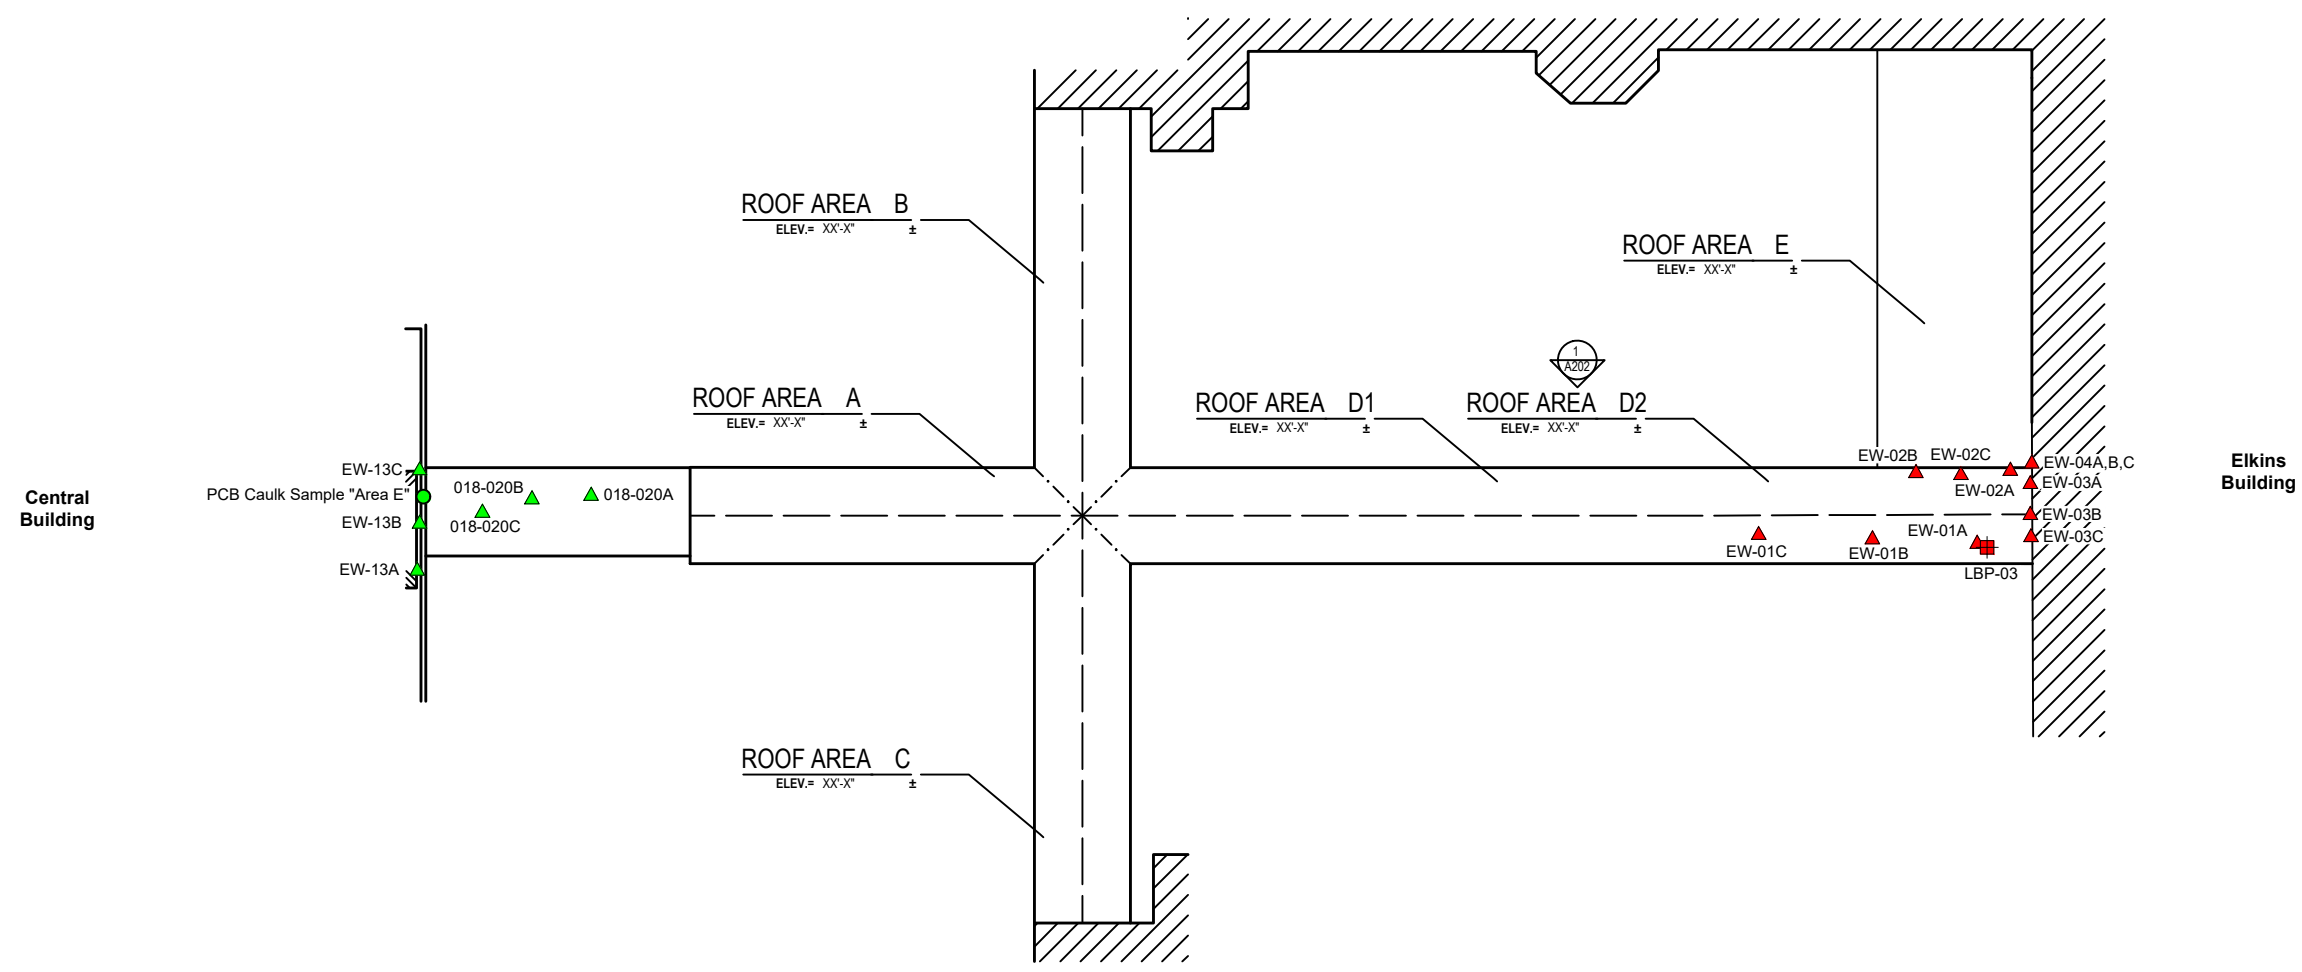 ROOF AREA B
ELEV.= XX'-X" ±
ROOF AREA E
ELEV.= XX'-X" ±
1
A202
ROOF AREA A
ELEV.= XX'-X" ±
ROOF AREA D1
ELEV.= XX'-X" ±
ROOF AREA D2
ELEV.= XX'-X" ±
EW-13C
PCB Caulk Sample "Area E"
EW-13B
EW-13A
018-020B
018-020A
018-020C
Central
Building
EW-02B
EW-02C
EW-02A
EW-04A,B,C
EW-03A
EW-03B
EW-03C
EW-01A
EW-01B
EW-01C
LBP-03
Elkins
Building
ROOF AREA C
ELEV.= XX'-X" ±